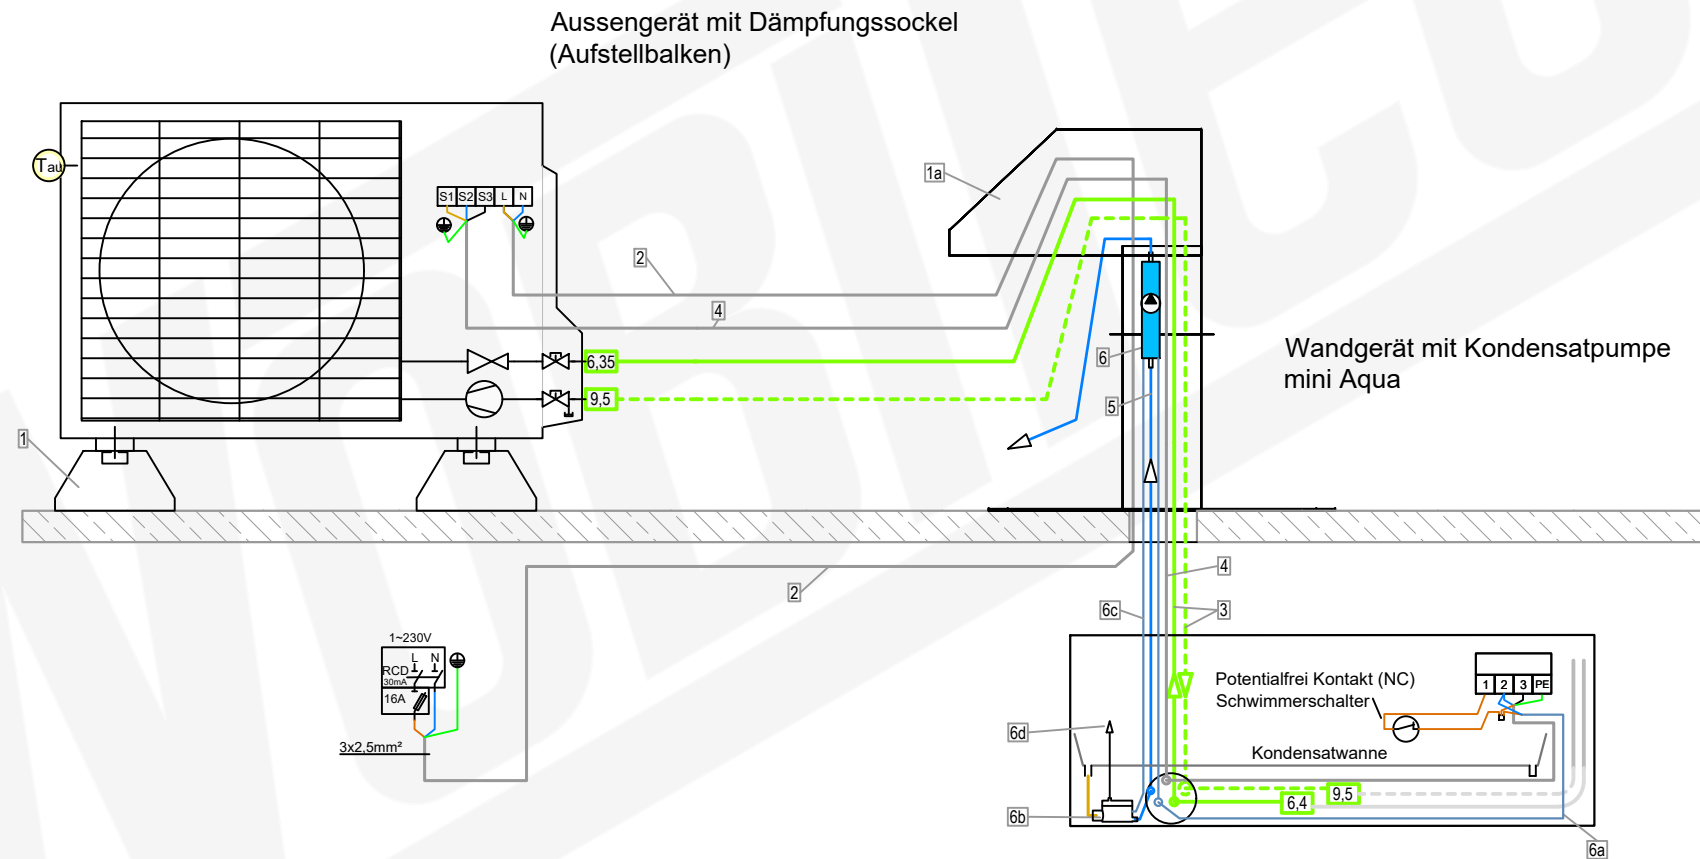 Aussengerät mit Dämpfungssockel
(Aufstellbalken)
Tau
S1 S2 S3 L N
1a
2
4
6,35
9,5
6
5
Wandgerät mit Kondensatpumpe
mini Aqua
1
2
4
6c
3
1~230V
L N
RCD
30mA
16A
3x2,5mm²
Potentialfrei Kontakt (NC)
Schwimmerschalter
1 2 3 PE
6d
Kondensatwanne
6,4
9,5
6b
6a